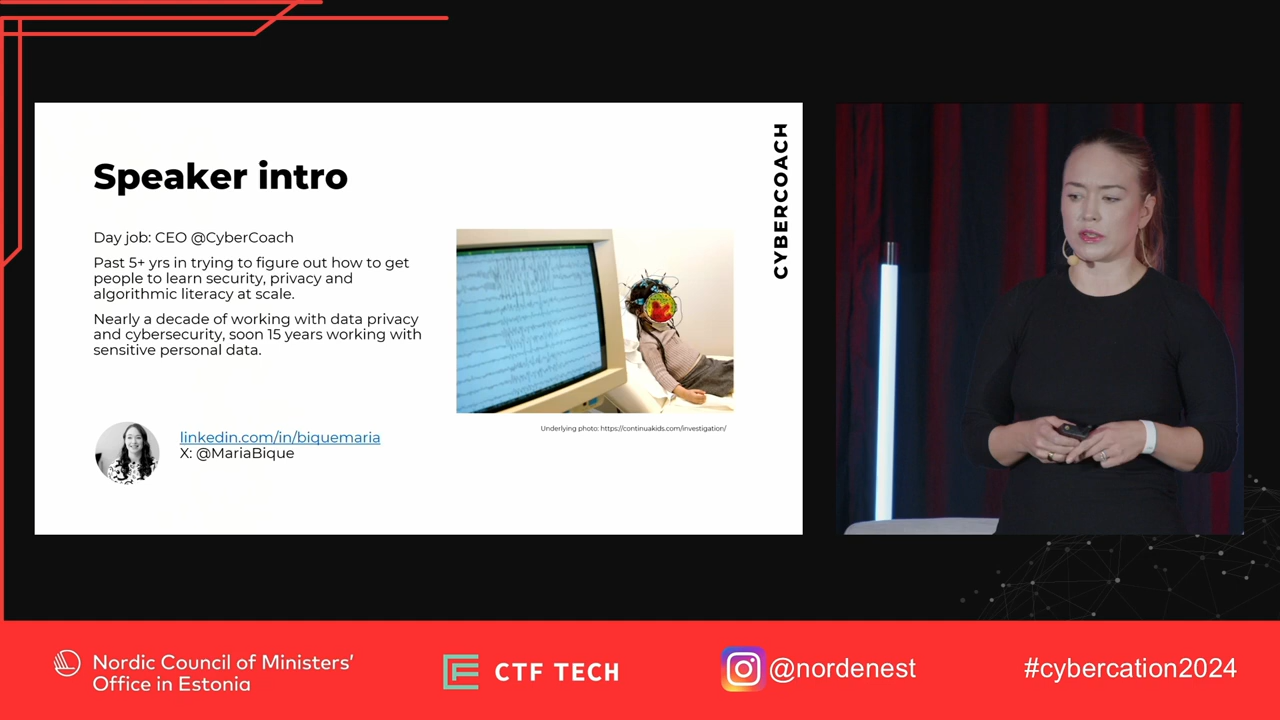 Speaker intro
Day job: CEO @CyberCoach
Past 5+ yrs in trying to figure out how to get
people to learn security, privacy and
algorithmic literacy at scale.
Nearly a decade of working with data privacy
and cybersecurity, soon 15 years working with
sensitive personal data.
linkedin.com/in/biquemaria
X: @MariaBique
Underlying photo: https://continuakids.com/investigation/
CYBERCOACH
Nordic Council of Ministers'
Office in Estonia
CTF TECH
@nordenest
#cybercation2024